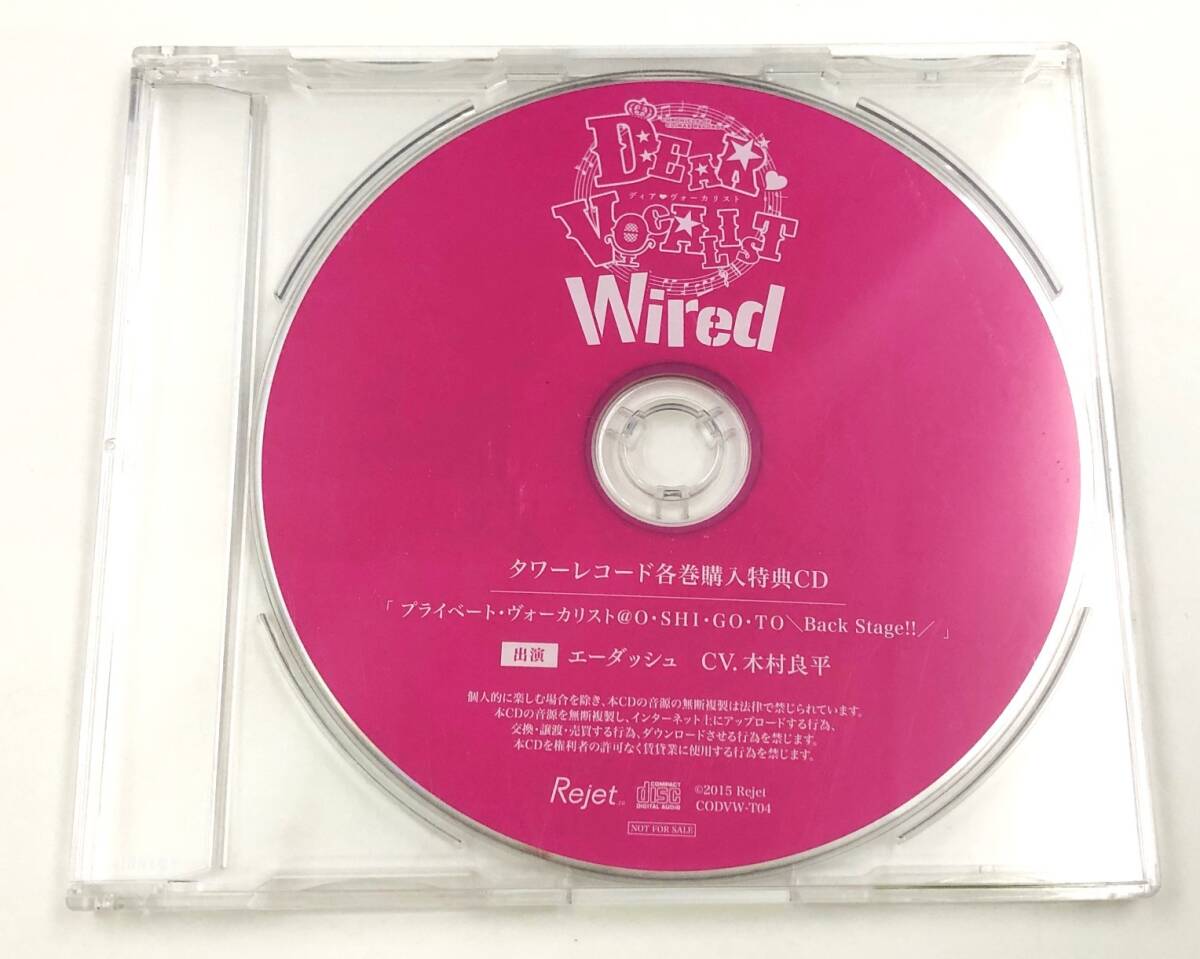 DEAR
ディア♥ヴォーカリスト
VOCALIST
Wired
タワーレコード各巻購入特典CD
「 プライベート・ヴォーカリスト@O・SHI・GO・TO＼Back Stage!!／ 」
出演 エーダッシュ CV. 木村良平
個人的に楽しむ場合を除き、本CDの音源の無断複製は法律で禁じられています。
本CDの音源を無断複製し、インターネット上にアップロードする行為、
交換・譲渡・売買する行為、ダウンロードさせる行為を禁じます。
本CDを権利者の許可なく賃貸業に使用する行為を禁じます。
Rejet
COMPACT disc DIGITAL AUDIO
©2015 Rejet
CODVW-T04
NOT FOR SALE